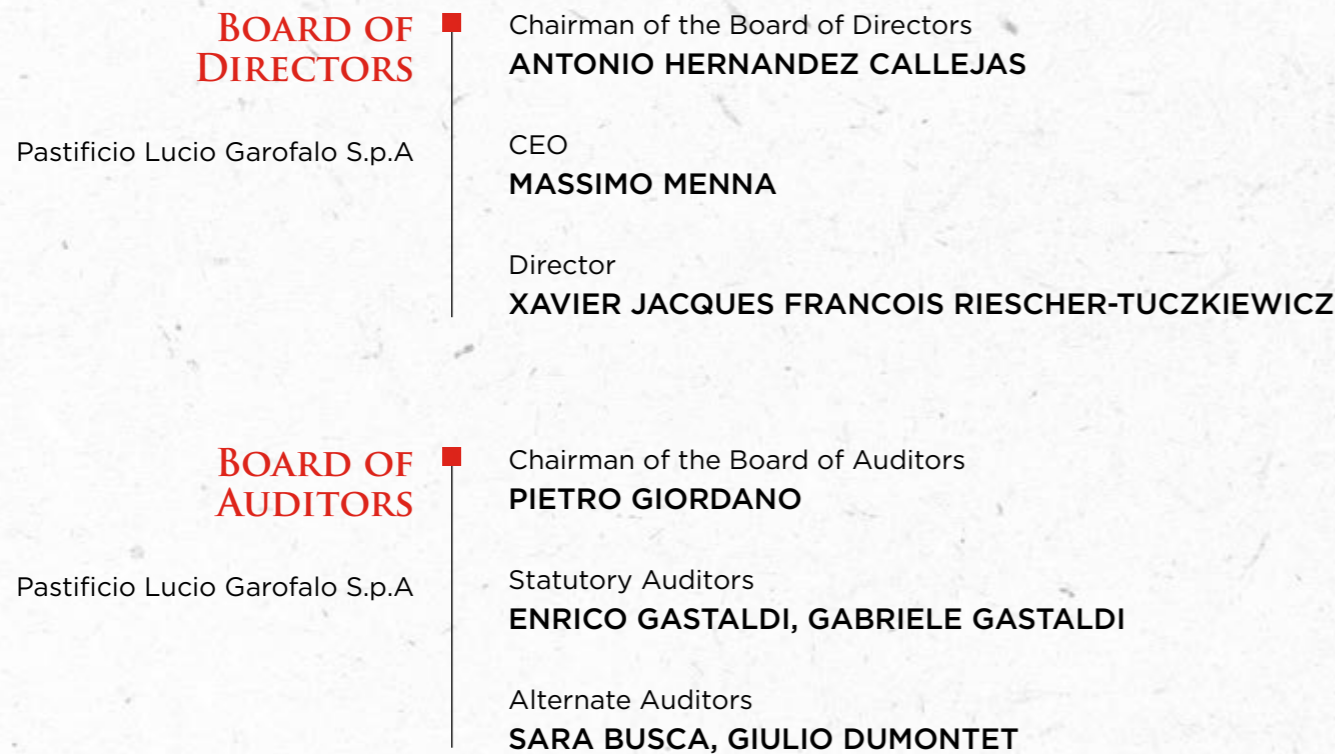 BOARD OF
DIRECTORS
Pastificio Lucio Garofalo S.p.A
Chairman of the Board of Directors
ANTONIO HERNANDEZ CALLEJAS
CEO
MASSIMO MENNA
Director
XAVIER JACQUES FRANCOIS RIESCHER-TUCZKIEWICZ
BOARD OF
AUDITORS
Pastificio Lucio Garofalo S.p.A
Chairman of the Board of Auditors
PIETRO GIORDANO
Statutory Auditors
ENRICO GASTALDI, GABRIELE GASTALDI
Alternate Auditors
SARA BUSCA, GIULIO DUMONTET